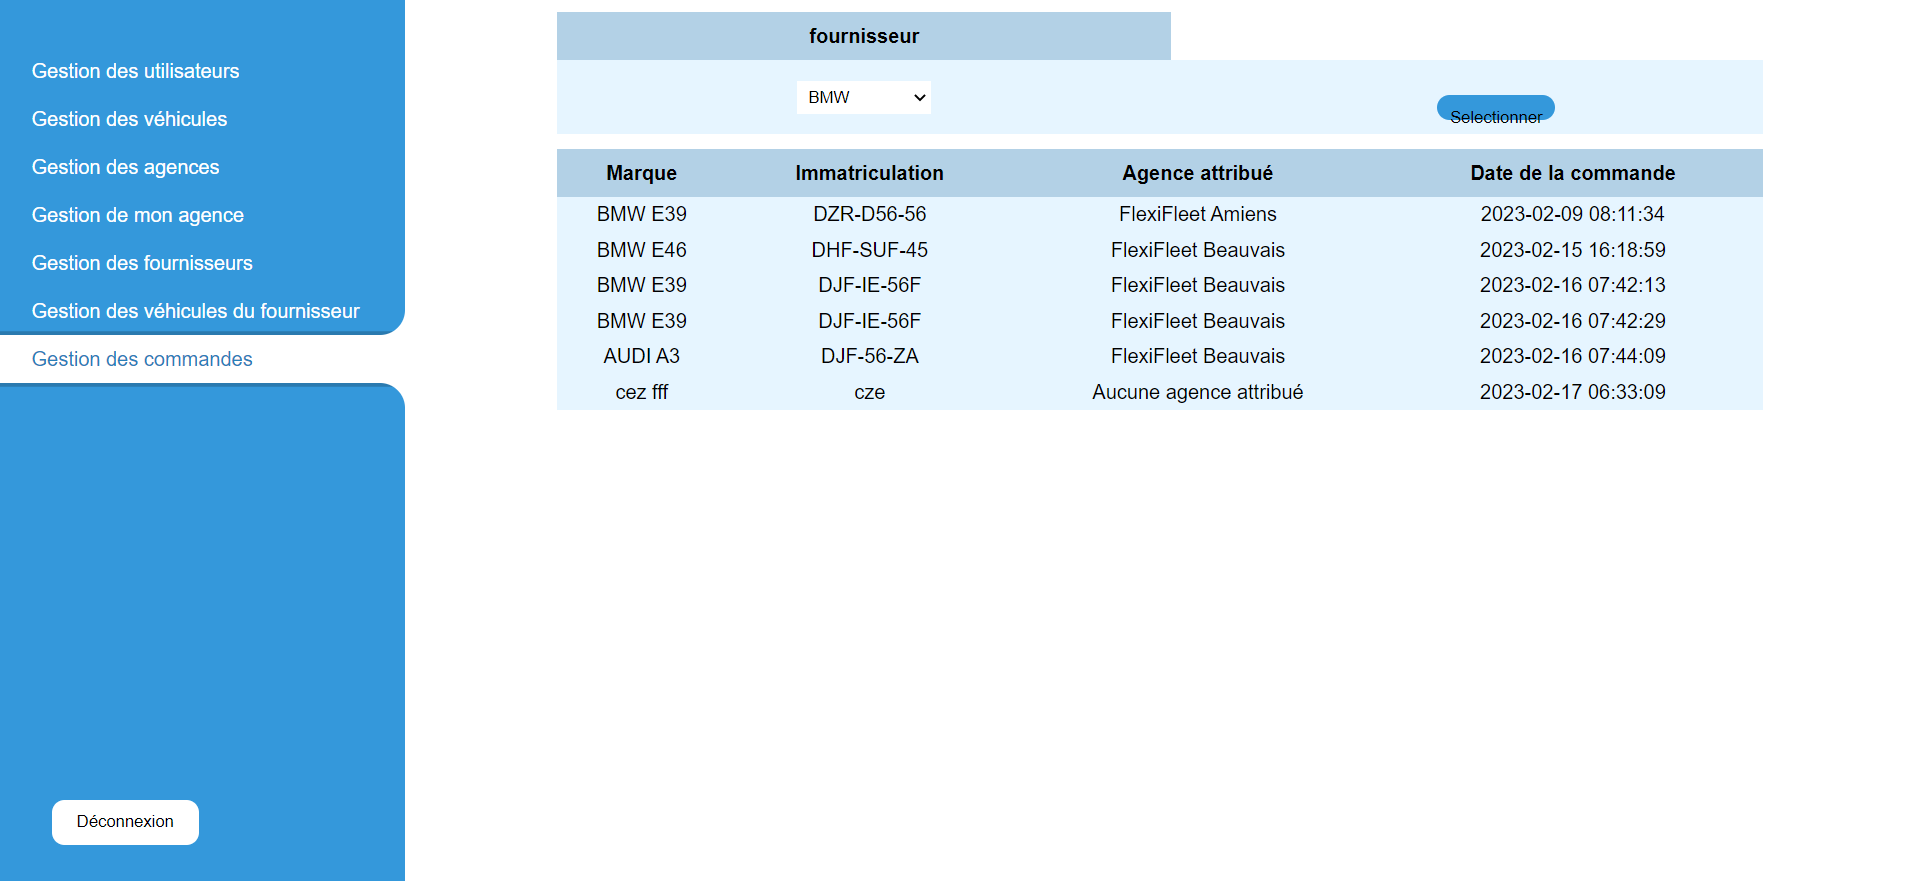 Gestion des utilisateurs
Gestion des véhicules
Gestion des agences
Gestion de mon agence
Gestion des fournisseurs
Gestion des véhicules du fournisseur
Gestion des commandes
Déconnexion
fournisseur
BMW
Selectionner
Marque Immatriculation Agence attribué Date de la commande
BMW E39 DZR-D56-56 FlexiFleet Amiens 2023-02-09 08:11:34
BMW E46 DHF-SUF-45 FlexiFleet Beauvais 2023-02-15 16:18:59
BMW E39 DJF-IE-56F FlexiFleet Beauvais 2023-02-16 07:42:13
BMW E39 DJF-IE-56F FlexiFleet Beauvais 2023-02-16 07:42:29
AUDI A3 DJF-56-ZA FlexiFleet Beauvais 2023-02-16 07:44:09
cez fff cze Aucune agence attribué 2023-02-17 06:33:09